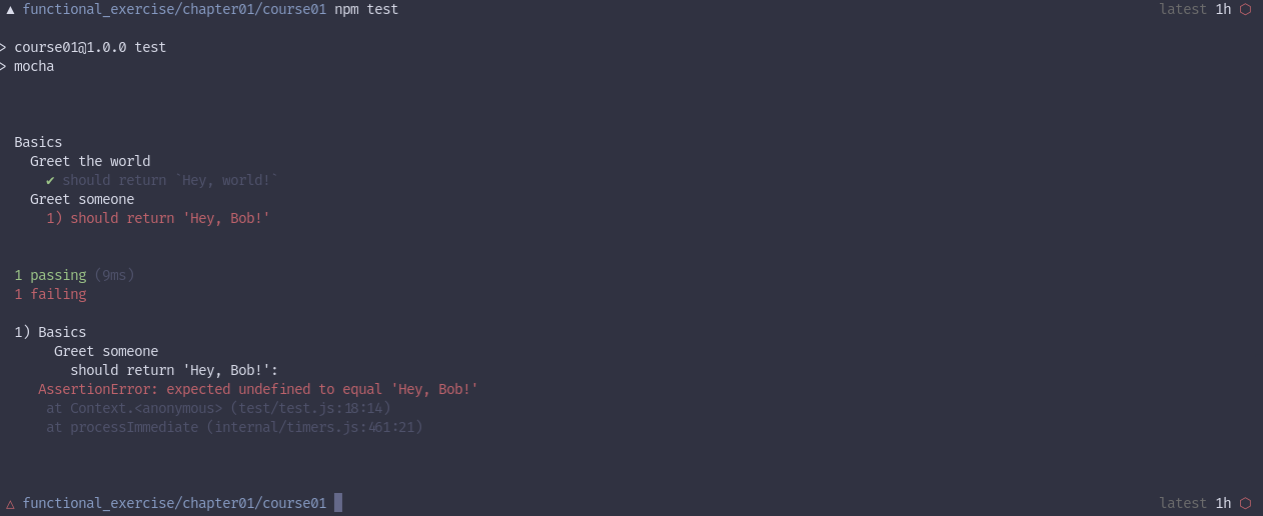 ▲ functional_exercise/chapter01/course01 npm test latest 1h ⬡
> course01@1.0.0 test
> mocha
Basics
Greet the world
✔ should return `Hey, world!`
Greet someone
1) should return 'Hey, Bob!'
1 passing (9ms)
1 failing
1) Basics
Greet someone
should return 'Hey, Bob!':
AssertionError: expected undefined to equal 'Hey, Bob!'
at Context.<anonymous> (test/test.js:18:14)
at processImmediate (internal/timers.js:461:21)
△ functional_exercise/chapter01/course01 latest 1h ⬡